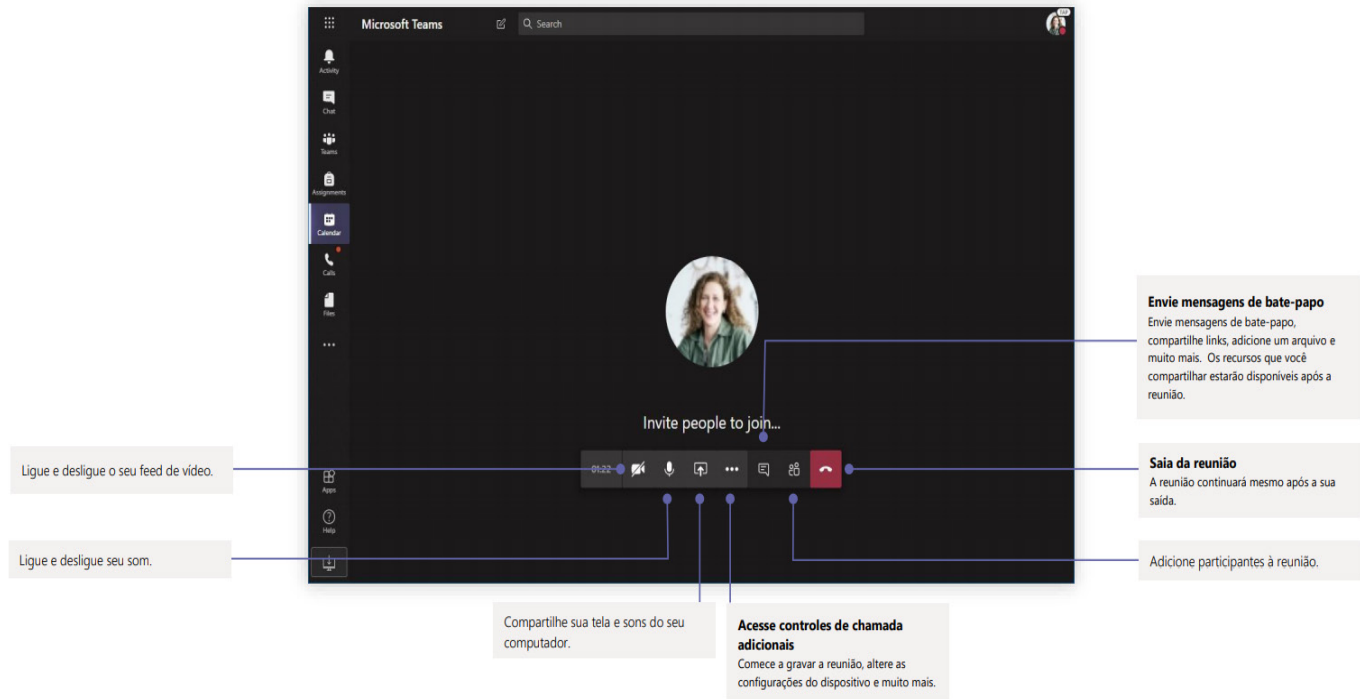 Microsoft Teams
Search
Activity
Chat
Teams
Assignments
Calendar
Calls
Files
Apps
Help
Invite people to join...
01:22
Ligue e desligue o seu feed de vídeo.
Ligue e desligue seu som.
Compartilhe sua tela e sons do seu
computador.
Acesse controles de chamada
adicionais
Comece a gravar a reunião, altere as
configurações do dispositivo e muito mais.
Envie mensagens de bate-papo
Envie mensagens de bate-papo,
compartilhe links, adicione um arquivo e
muito mais. Os recursos que você
compartilhar estarão disponíveis após a
reunião.
Saia da reunião
A reunião continuará mesmo após a sua
saída.
Adicione participantes à reunião.